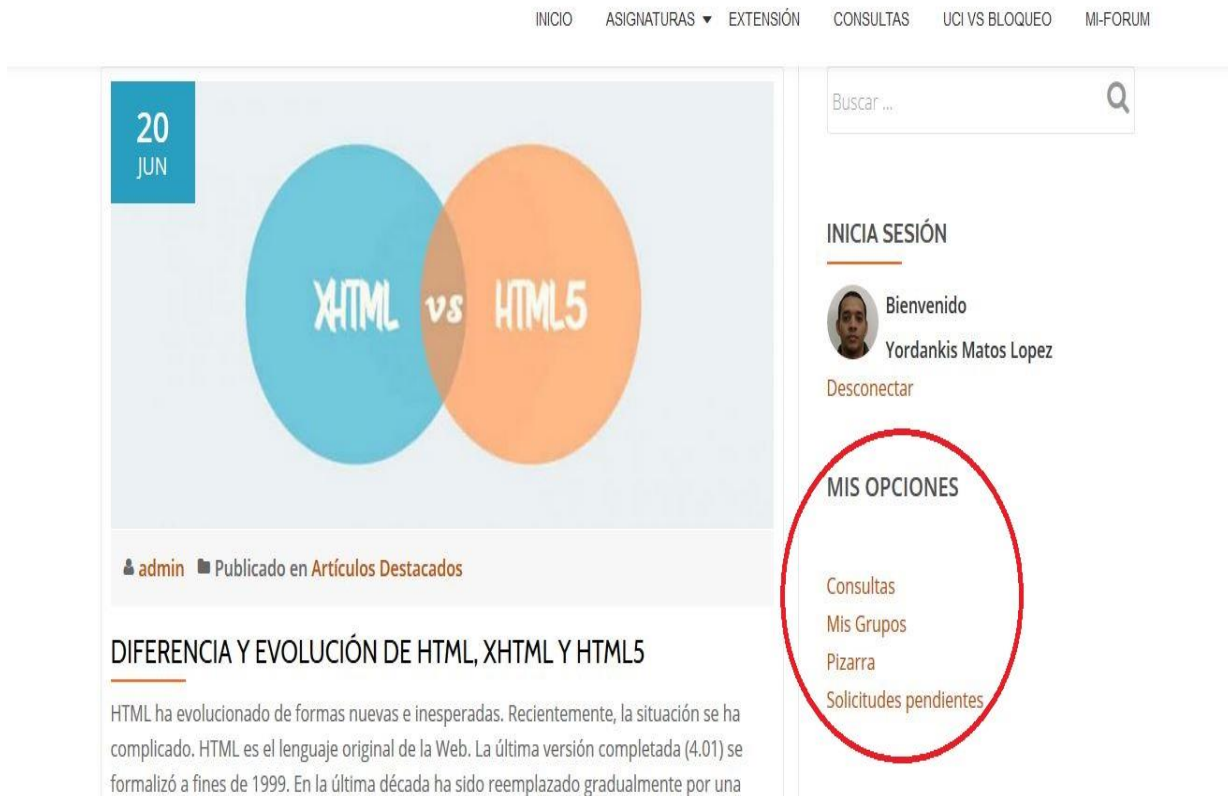 INICIO ASIGNATURAS EXTENSIÓN CONSULTAS UCI VS BLOQUEO MI-FORUM
20
JUN
XHTML vs HTML5
admin Publicado en Artículos Destacados
DIFERENCIA Y EVOLUCIÓN DE HTML, XHTML Y HTML5
HTML ha evolucionado de formas nuevas e inesperadas. Recientemente, la situación se ha
complicado. HTML es el lenguaje original de la Web. La última versión completada (4.01) se
formalizó a fines de 1999. En la última década ha sido reemplazado gradualmente por una
Buscar ...
INICIA SESIÓN
Bienvenido
Yordankis Matos Lopez
Desconectar
MIS OPCIONES
Consultas
Mis Grupos
Pizarra
Solicitudes pendientes